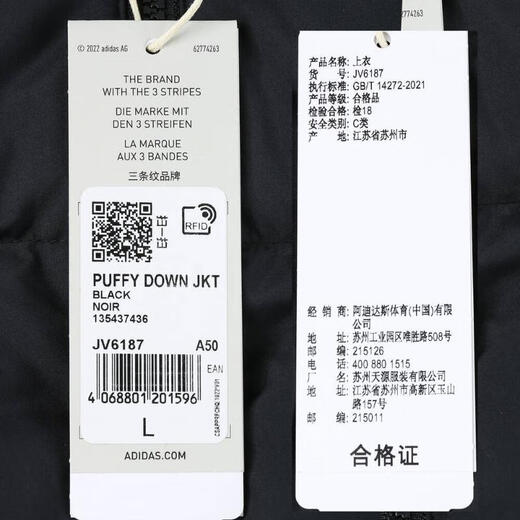 © 2022 adidas AG 62774263
THE BRAND
WITH THE 3 STRIPES
DIE MARKE MIT
DEN 3 STREIFEN
LA MARQUE
AUX 3 BANDES
三条纹品牌
RFID
PUFFY DOWN JKT
BLACK
NOIR
135437436
JV6187 A50
EAN
4 068801 201596
L
ADIDAS.COM
62774263
产品名称: 上衣
货 号: JV6187
执行标准: GB/T 14272-2021
产品等级: 合格品
检验合格: 检18
安全类别: C类
产 地: 江苏省苏州市
经 销 商: 阿迪达斯体育(中国)有限
公司
地 址: 苏州工业园区唯胜路508号
邮 编: 215126
电 话: 400 880 1515
厂 名: 苏州天源服装有限公司
地 址: 江苏省苏州市高新区玉山
路157号
邮 编: 215011
合格证